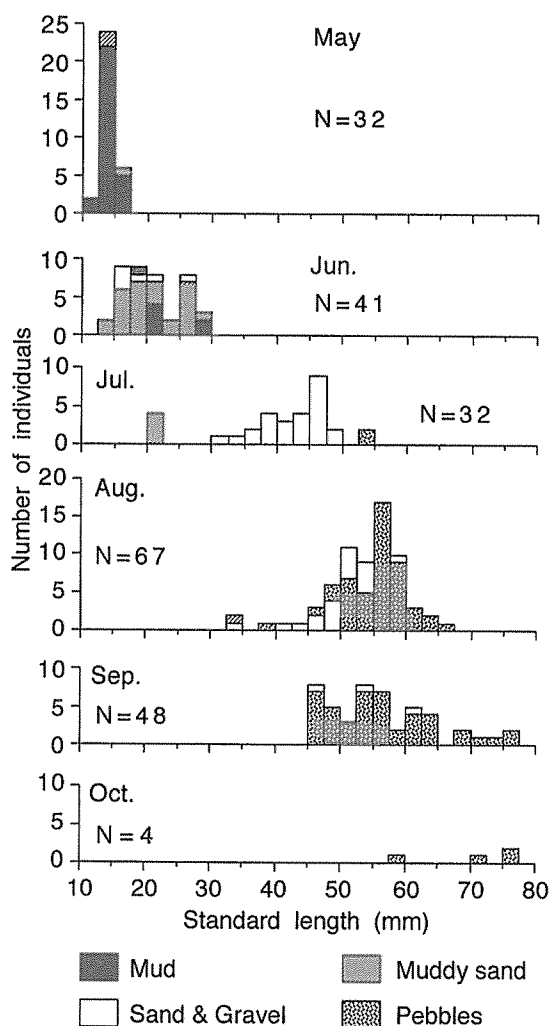 25
20
15
10
5
0
May
N=32
10
5
0
Jun.
N=41
10
5
0
Jul.
N=32
20
15
10
5
0
Aug.
N=67
10
5
0
Sep.
N=48
10
5
0
Oct.
N=4
10 20 30 40 50 60 70 80
Number of individuals
Standard length (mm)
Mud
Muddy sand
Sand & Gravel
Pebbles